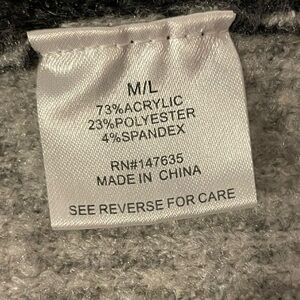 M/L
73%ACRYLIC
23%POLYESTER
4%SPANDEX
RN#147635
MADE IN CHINA
SEE REVERSE FOR CARE